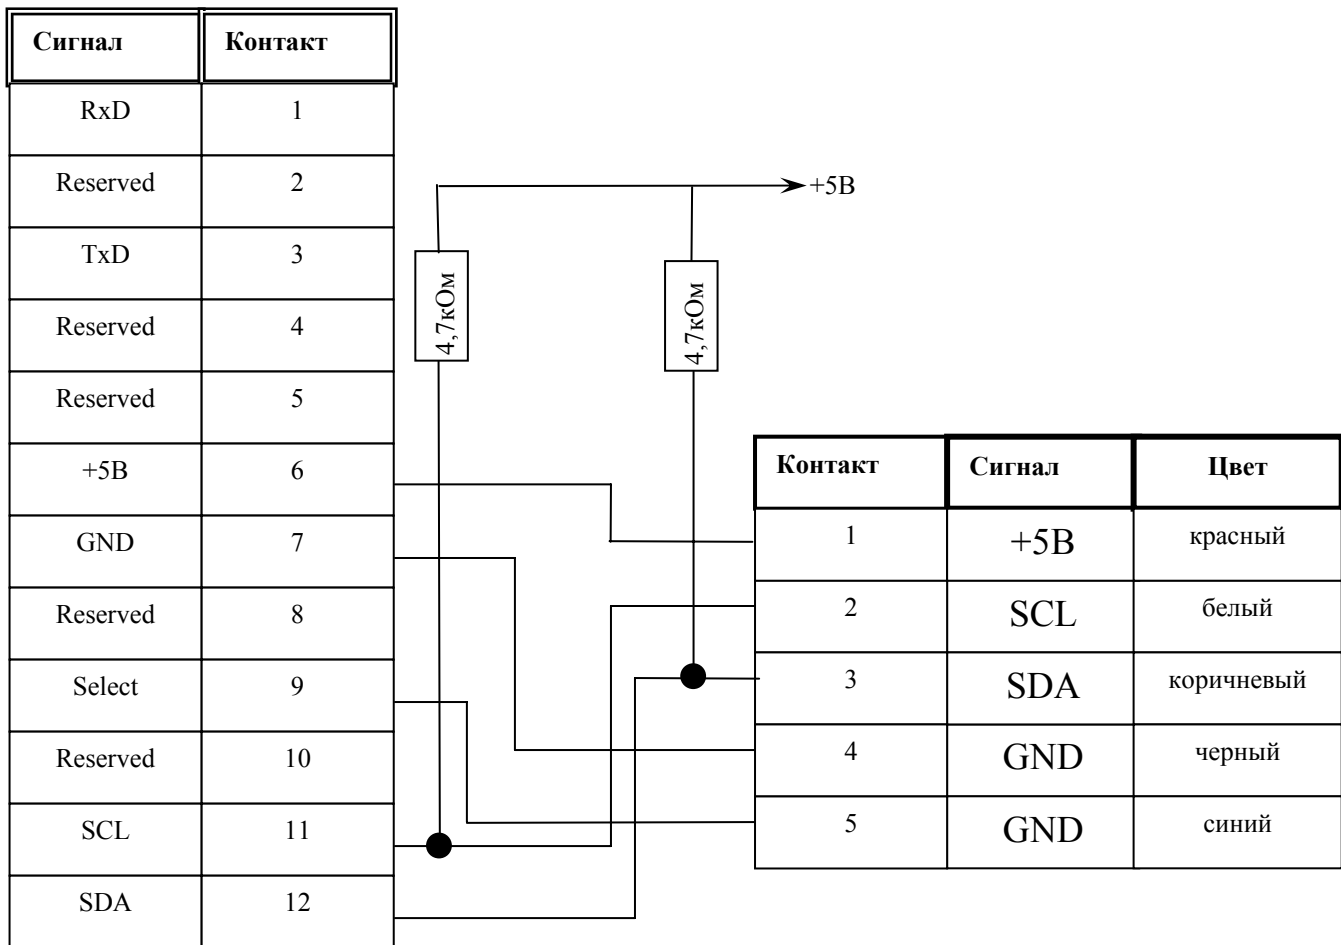 Сигнал Контакт
RxD 1
Reserved 2
TxD 3
Reserved 4
Reserved 5
+5В 6
GND 7
Reserved 8
Select 9
Reserved 10
SCL 11
SDA 12
+5В
4,7кОм
4,7кОм
Контакт Сигнал Цвет
1 +5В красный
2 SCL белый
3 SDA коричневый
4 GND черный
5 GND синий